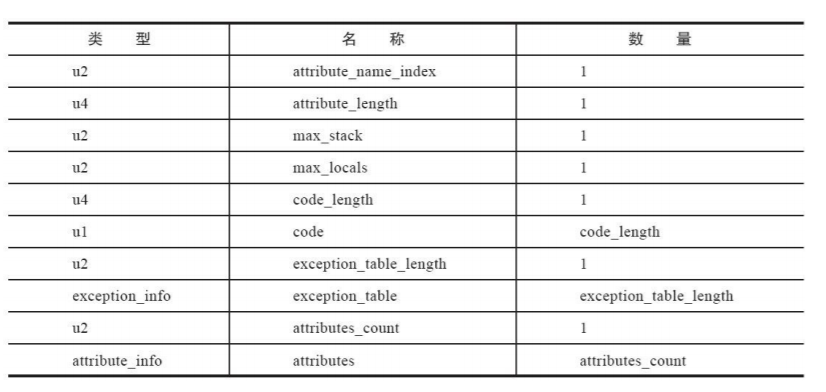 类 型 名 称 数 量
u2 attribute_name_index 1
u4 attribute_length 1
u2 max_stack 1
u2 max_locals 1
u4 code_length 1
u1 code code_length
u2 exception_table_length 1
exception_info exception_table exception_table_length
u2 attributes_count 1
attribute_info attributes attributes_count